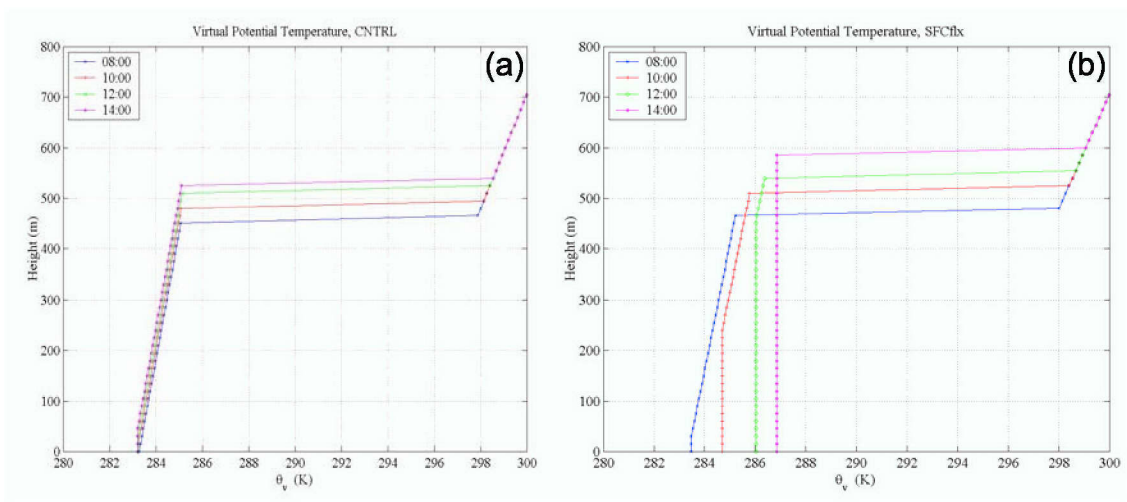 Virtual Potential Temperature, CNTRL
(a)
08:00
10:00
12:00
14:00
800
700
600
500
400
300
200
100
0
Height (m)
280 282 284 286 288 290 292 294 296 298 300
θv (K)
Virtual Potential Temperature, SFCflx
(b)
08:00
10:00
12:00
14:00
800
700
600
500
400
300
200
100
0
Height (m)
280 282 284 286 288 290 292 294 296 298 300
θv (K)